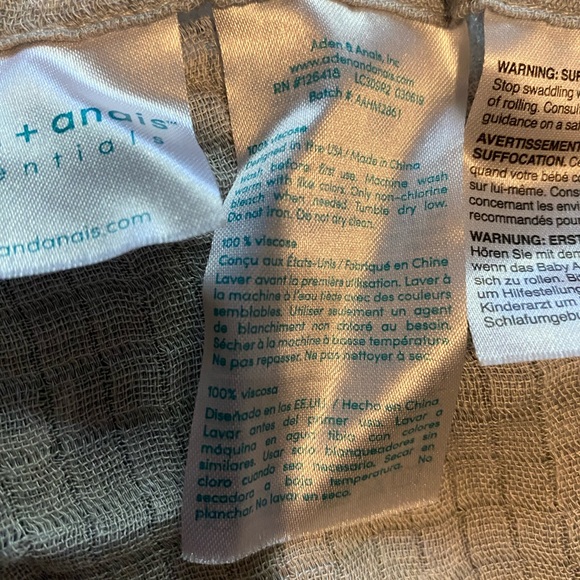 + anais™
entials
andanais.com
Aden & Anais, Inc.
www.adenandanais.com
RN #126418 LC30692 030619
Batch #: AAHM2861
100% viscose
Designed in the USA / Made in China
Wash before first use. Machine wash
warm with like colors. Only non-chlorine
bleach when needed. Tumble dry low.
Do not iron. Do not dry clean.
100 % viscose
Conçu aux États-Unis / Fabriqué en Chine
Laver avant la première utilisation. Laver à
la machine à l'eau tiède avec des couleurs
semblables. Utiliser seulement un agent
de blanchiment non chloré au besoin.
Sécher à la machine à basse température.
Ne pas repasser. Ne pas nettoyer à sec.
100% viscosa
Diseñado en los EE.UU. / Hecho en China
Lavar antes del primer uso. Lavar a
máquina en agua tibia con colores
similares. Usar solo blanqueadores sin
cloro cuando sea necesario. Secar en
secadora a baja temperatura. No
planchar. No lavar en seco.
WARNING: SUF
Stop swaddling w
of rolling. Consul
guidance on a saf
AVERTISSEMENT
SUFFOCATION. C
quand votre bébé c
sur lui-même. Cons
concernant les envi
recommandés pour
WARNUNG: ERST
Hören Sie mit dem
wenn das Baby A
sich zu rollen. B
um Hilfestellung
Kinderarzt um
Schlafumgebu